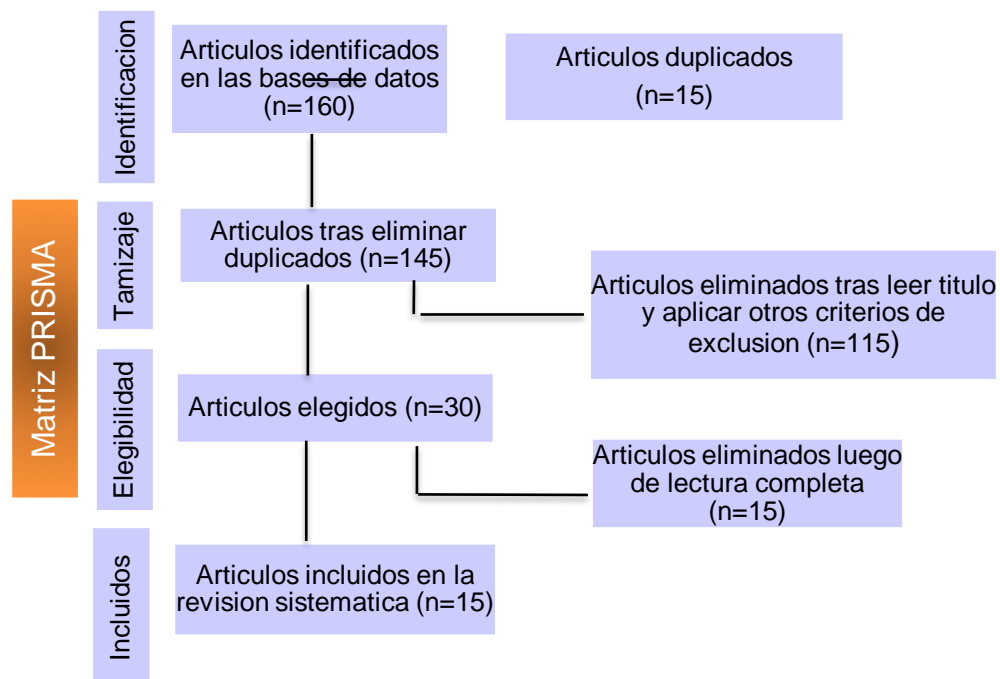 Matriz PRISMA
Identificacion
Articulos identificados
en las bases de datos
(n=160)
Articulos duplicados
(n=15)
Tamizaje
Articulos tras eliminar
duplicados (n=145)
Articulos eliminados tras leer titulo
y aplicar otros criterios de
exclusion (n=115)
Elegibilidad
Articulos elegidos (n=30)
Articulos eliminados luego
de lectura completa
(n=15)
Incluidos
Articulos incluidos en la
revision sistematica (n=15)